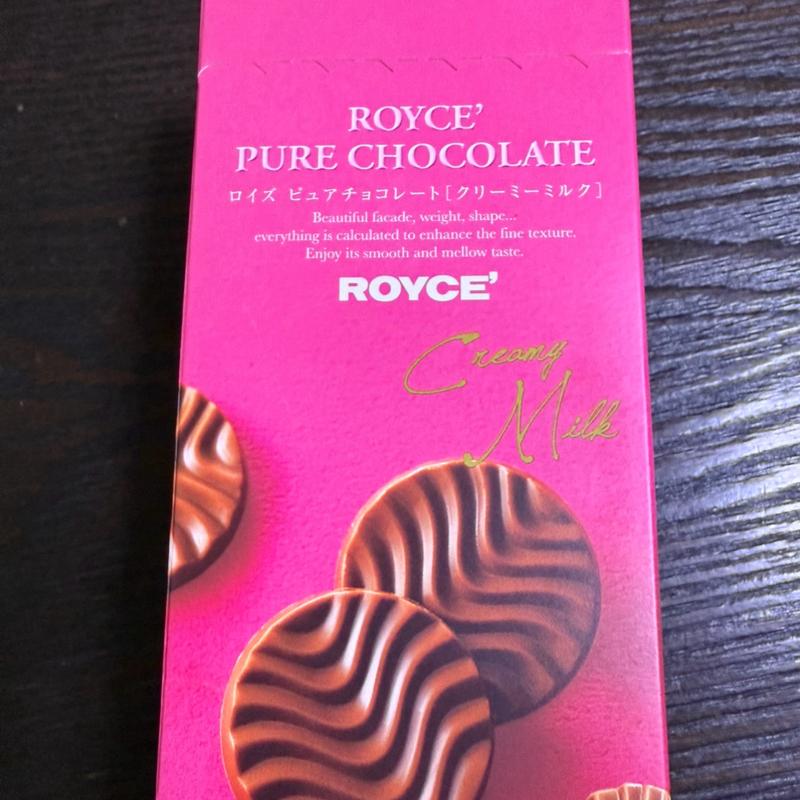 ROYCE'
PURE CHOCOLATE
ロイズ ピュアチョコレート[クリーミーミルク]
Beautiful facade, weight, shape...
everything is calculated to enhance the fine texture.
Enjoy its smooth and mellow taste.
ROYCE'
Creamy
Milk